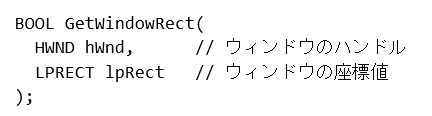 BOOL GetWindowRect(
  HWND hWnd,     // ウィンドウのハンドル
  LPRECT lpRect   // ウィンドウの座標値
);